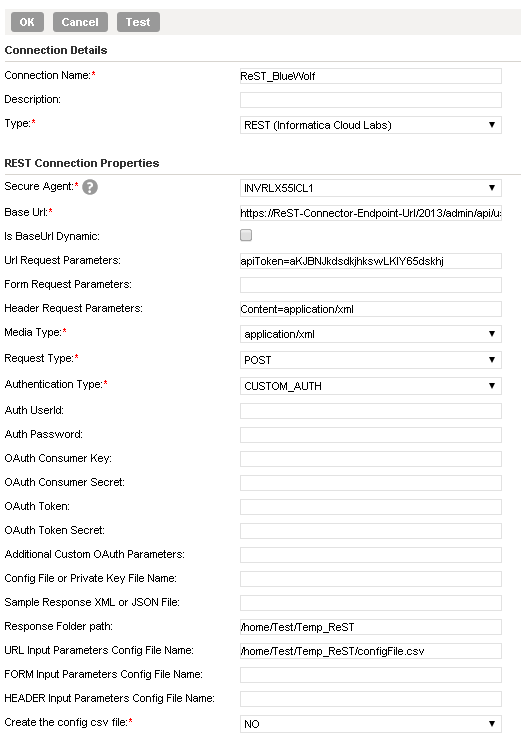 OK Cancel Test
Connection Details
Connection Name:* ReST_BlueWolf
Description:
Type:* REST (Informatica Cloud Labs)
REST Connection Properties
Secure Agent:* ? INVRLX55ICL1
Base Url:* https://ReST-Connector-Endpoint-Url/2013/admin/api/u
Is BaseUrl Dynamic:
Url Request Parameters: apiToken=aKJBNJkdsdkjhkswLKIY65dskhj
Form Request Parameters:
Header Request Parameters: Content=application/xml
Media Type:* application/xml
Request Type:* POST
Authentication Type:* CUSTOM_AUTH
Auth UserId:
Auth Password:
OAuth Consumer Key:
OAuth Consumer Secret:
OAuth Token:
OAuth Token Secret:
Additional Custom OAuth Parameters:
Config File or Private Key File Name:
Sample Response XML or JSON File:
Response Folder path: /home/Test/Temp_ReST
URL Input Parameters Config File Name: /home/Test/Temp_ReST/configFile.csv
FORM Input Parameters Config File Name:
HEADER Input Parameters Config File Name:
Create the config csv file:* NO